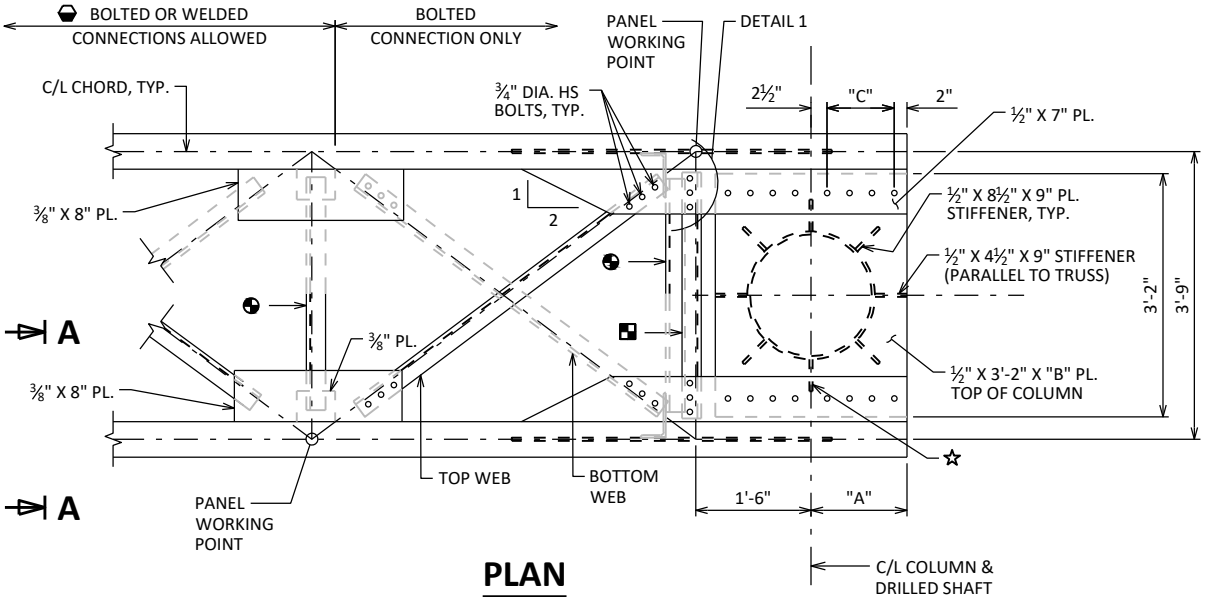 BOLTED OR WELDED
CONNECTIONS ALLOWED
BOLTED
CONNECTION ONLY
PANEL
WORKING
POINT
DETAIL 1
C/L CHORD, TYP.
¾" DIA. HS
BOLTS, TYP.
2½"
"C"
2"
½" X 7" PL.
⅜" X 8" PL.
1
2
½" X 8½" X 9" PL.
STIFFENER, TYP.
½" X 4½" X 9" STIFFENER
(PARALLEL TO TRUSS)
3'-2"
3'-9"
A
⅜" PL.
⅜" X 8" PL.
½" X 3'-2" X "B" PL.
TOP OF COLUMN
TOP WEB
BOTTOM
WEB
A
PANEL
WORKING
POINT
1'-6"
"A"
PLAN
C/L COLUMN &
DRILLED SHAFT